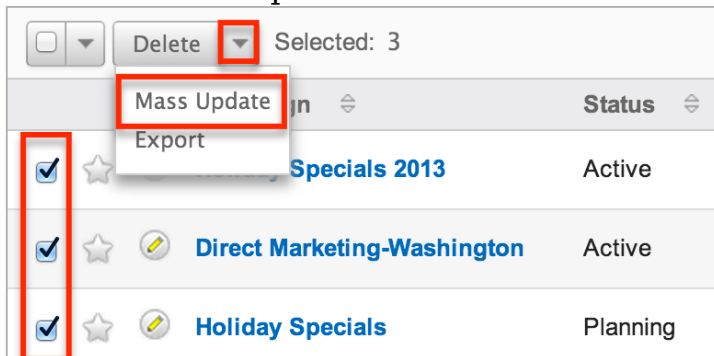 Delete Selected: 3
Mass Update
Export
Status
Specials 2013 Active
Direct Marketing-Washington Active
Holiday Specials Planning